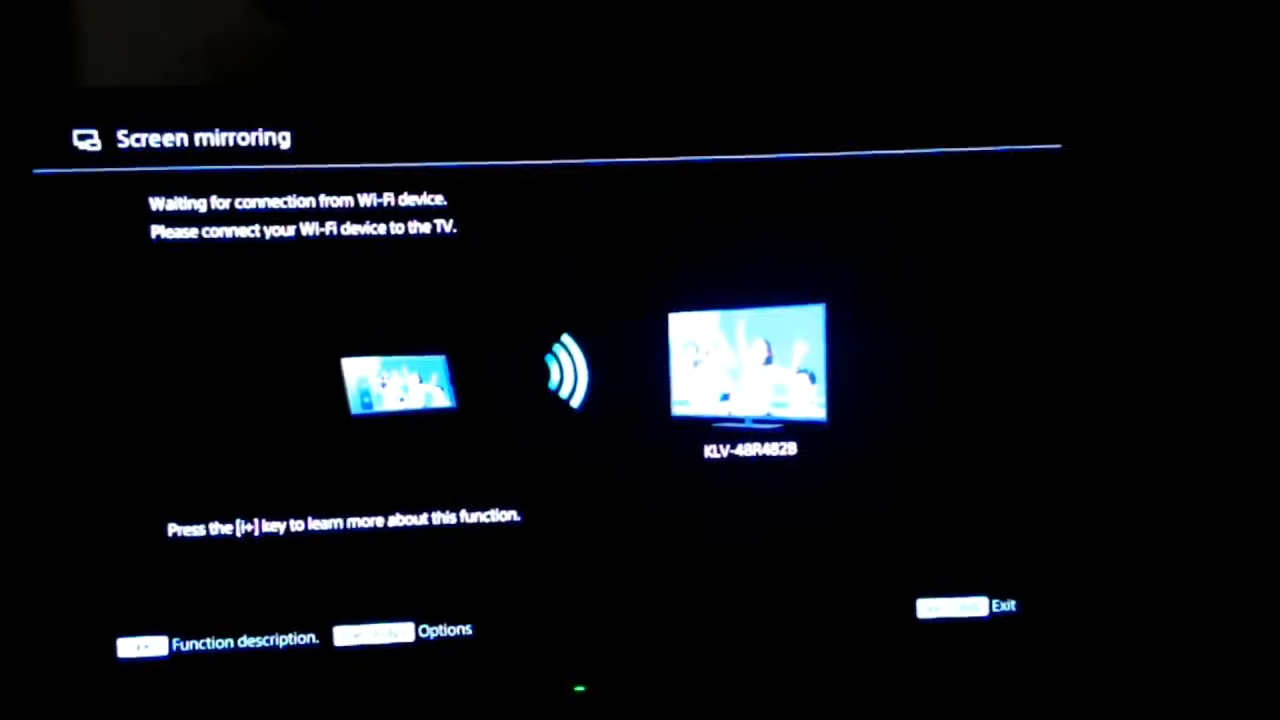 Screen mirroring
Waiting for connection from Wi-Fi device.
Please connect your Wi-Fi device to the TV.
KLV-48R482B
Press the [i+] key to learn more about this function.
Exit
Function description.
Options